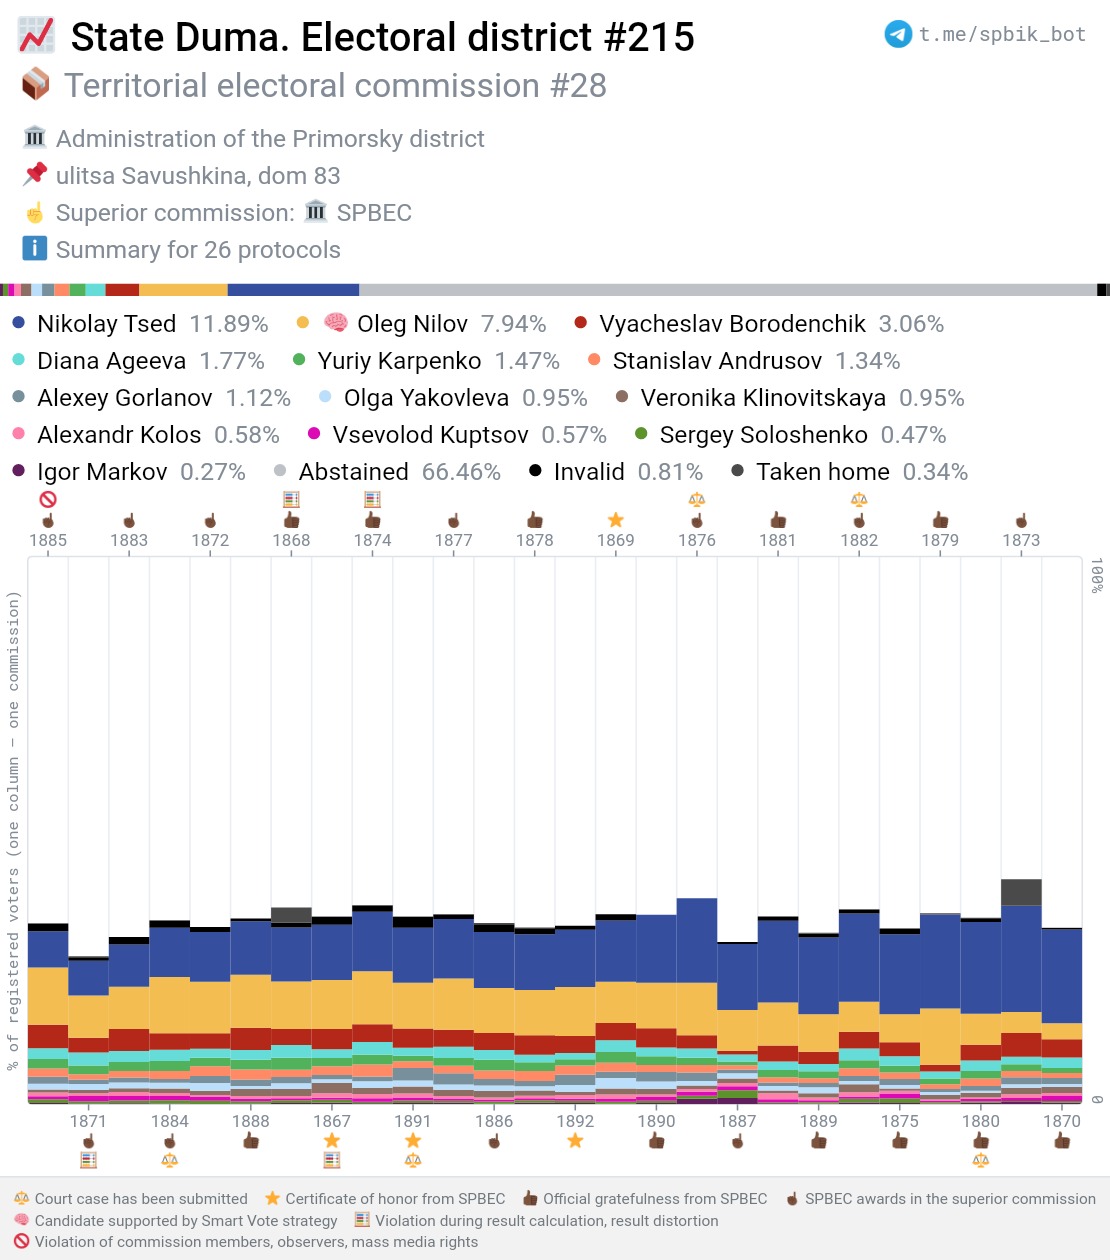 State Duma. Electoral district #215
t.me/spbik_bot
Territorial electoral commission #28
Administration of the Primorsky district
ulitsa Savushkina, dom 83
Superior commission: SPBEC
Summary for 26 protocols
Nikolay Tsed 11.89% Oleg Nilov 7.94% Vyacheslav Borodenchik 3.06%
Diana Ageeva 1.77% Yuriy Karpenko 1.47% Stanislav Andrusov 1.34%
Alexey Gorlanov 1.12% Olga Yakovleva 0.95% Veronika Klinovitskaya 0.95%
Alexandr Kolos 0.58% Vsevolod Kuptsov 0.57% Sergey Soloshenko 0.47%
Igor Markov 0.27% Abstained 66.46% Invalid 0.81% Taken home 0.34%
1885 1883 1872 1868 1874 1877 1878 1869 1876 1881 1882 1879 1873
100%
% of registered voters (one column – one commission)
0
1871 1884 1888 1867 1891 1886 1892 1890 1887 1889 1875 1880 1870
Court case has been submitted Certificate of honor from SPBEC Official gratefulness from SPBEC SPBEC awards in the superior commission
Candidate supported by Smart Vote strategy Violation during result calculation, result distortion
Violation of commission members, observers, mass media rights